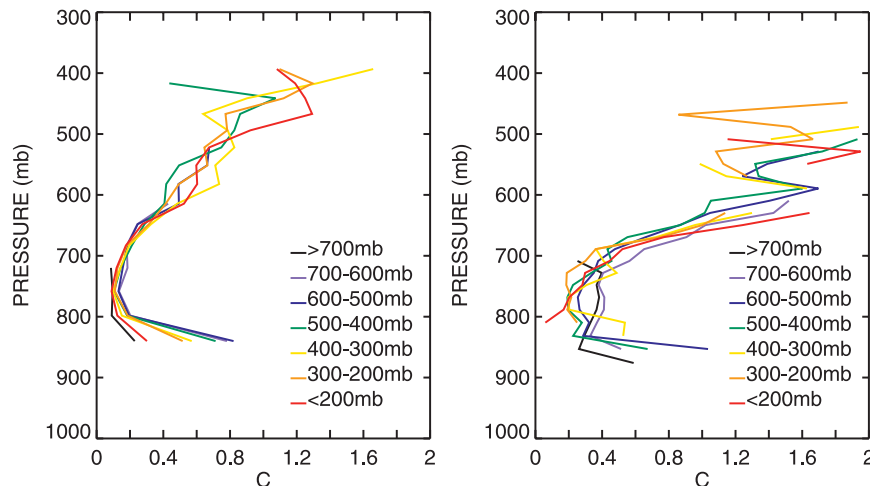 300
400
500
600
700
800
900
1000
PRESSURE (mb)
>700mb
700-600mb
600-500mb
500-400mb
400-300mb
300-200mb
<200mb
0 0.4 0.8 1.2 1.6 2
C
300
400
500
600
700
800
900
1000
PRESSURE (mb)
>700mb
700-600mb
600-500mb
500-400mb
400-300mb
300-200mb
<200mb
0 0.4 0.8 1.2 1.6 2
C